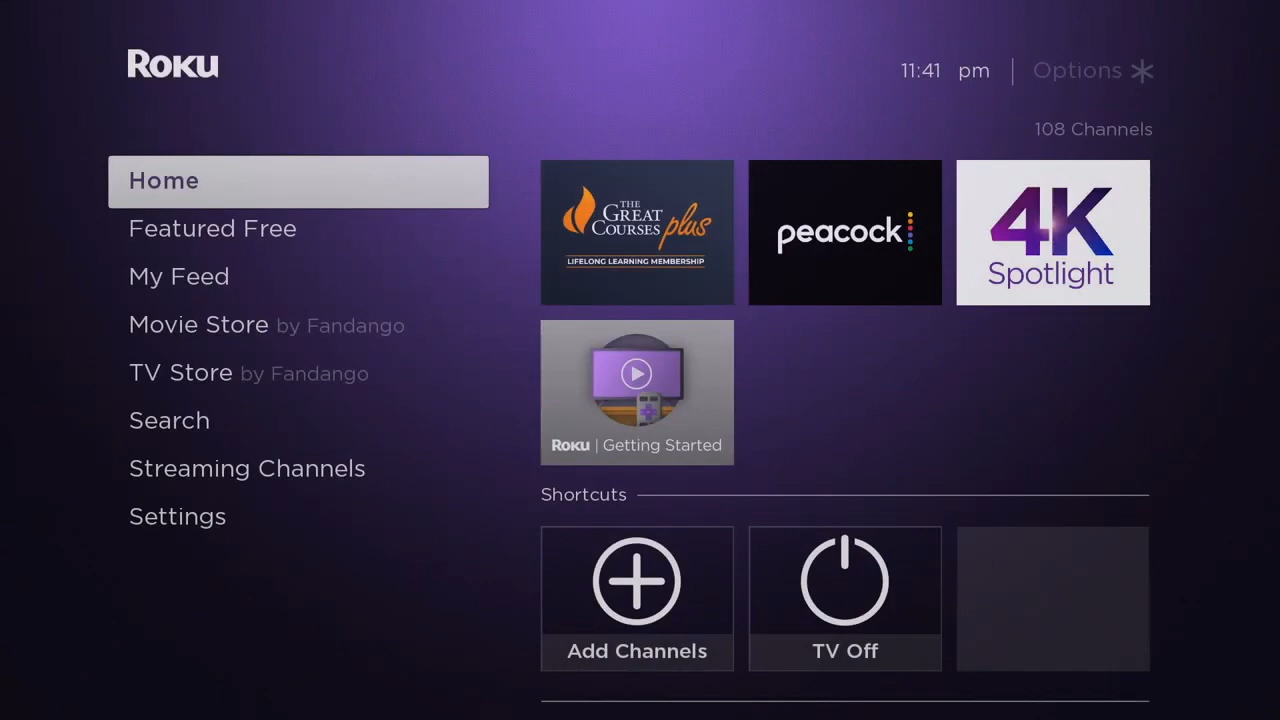 Roku
11:41 pm
Options
108 Channels
Home
Featured Free
My Feed
Movie Store by Fandango
TV Store by Fandango
Search
Streaming Channels
Settings
THE
GREAT
COURSES plus
LIFELONG LEARNING MEMBERSHIP
peacock
4K
Spotlight
Roku | Getting Started
Shortcuts
Add Channels
TV Off